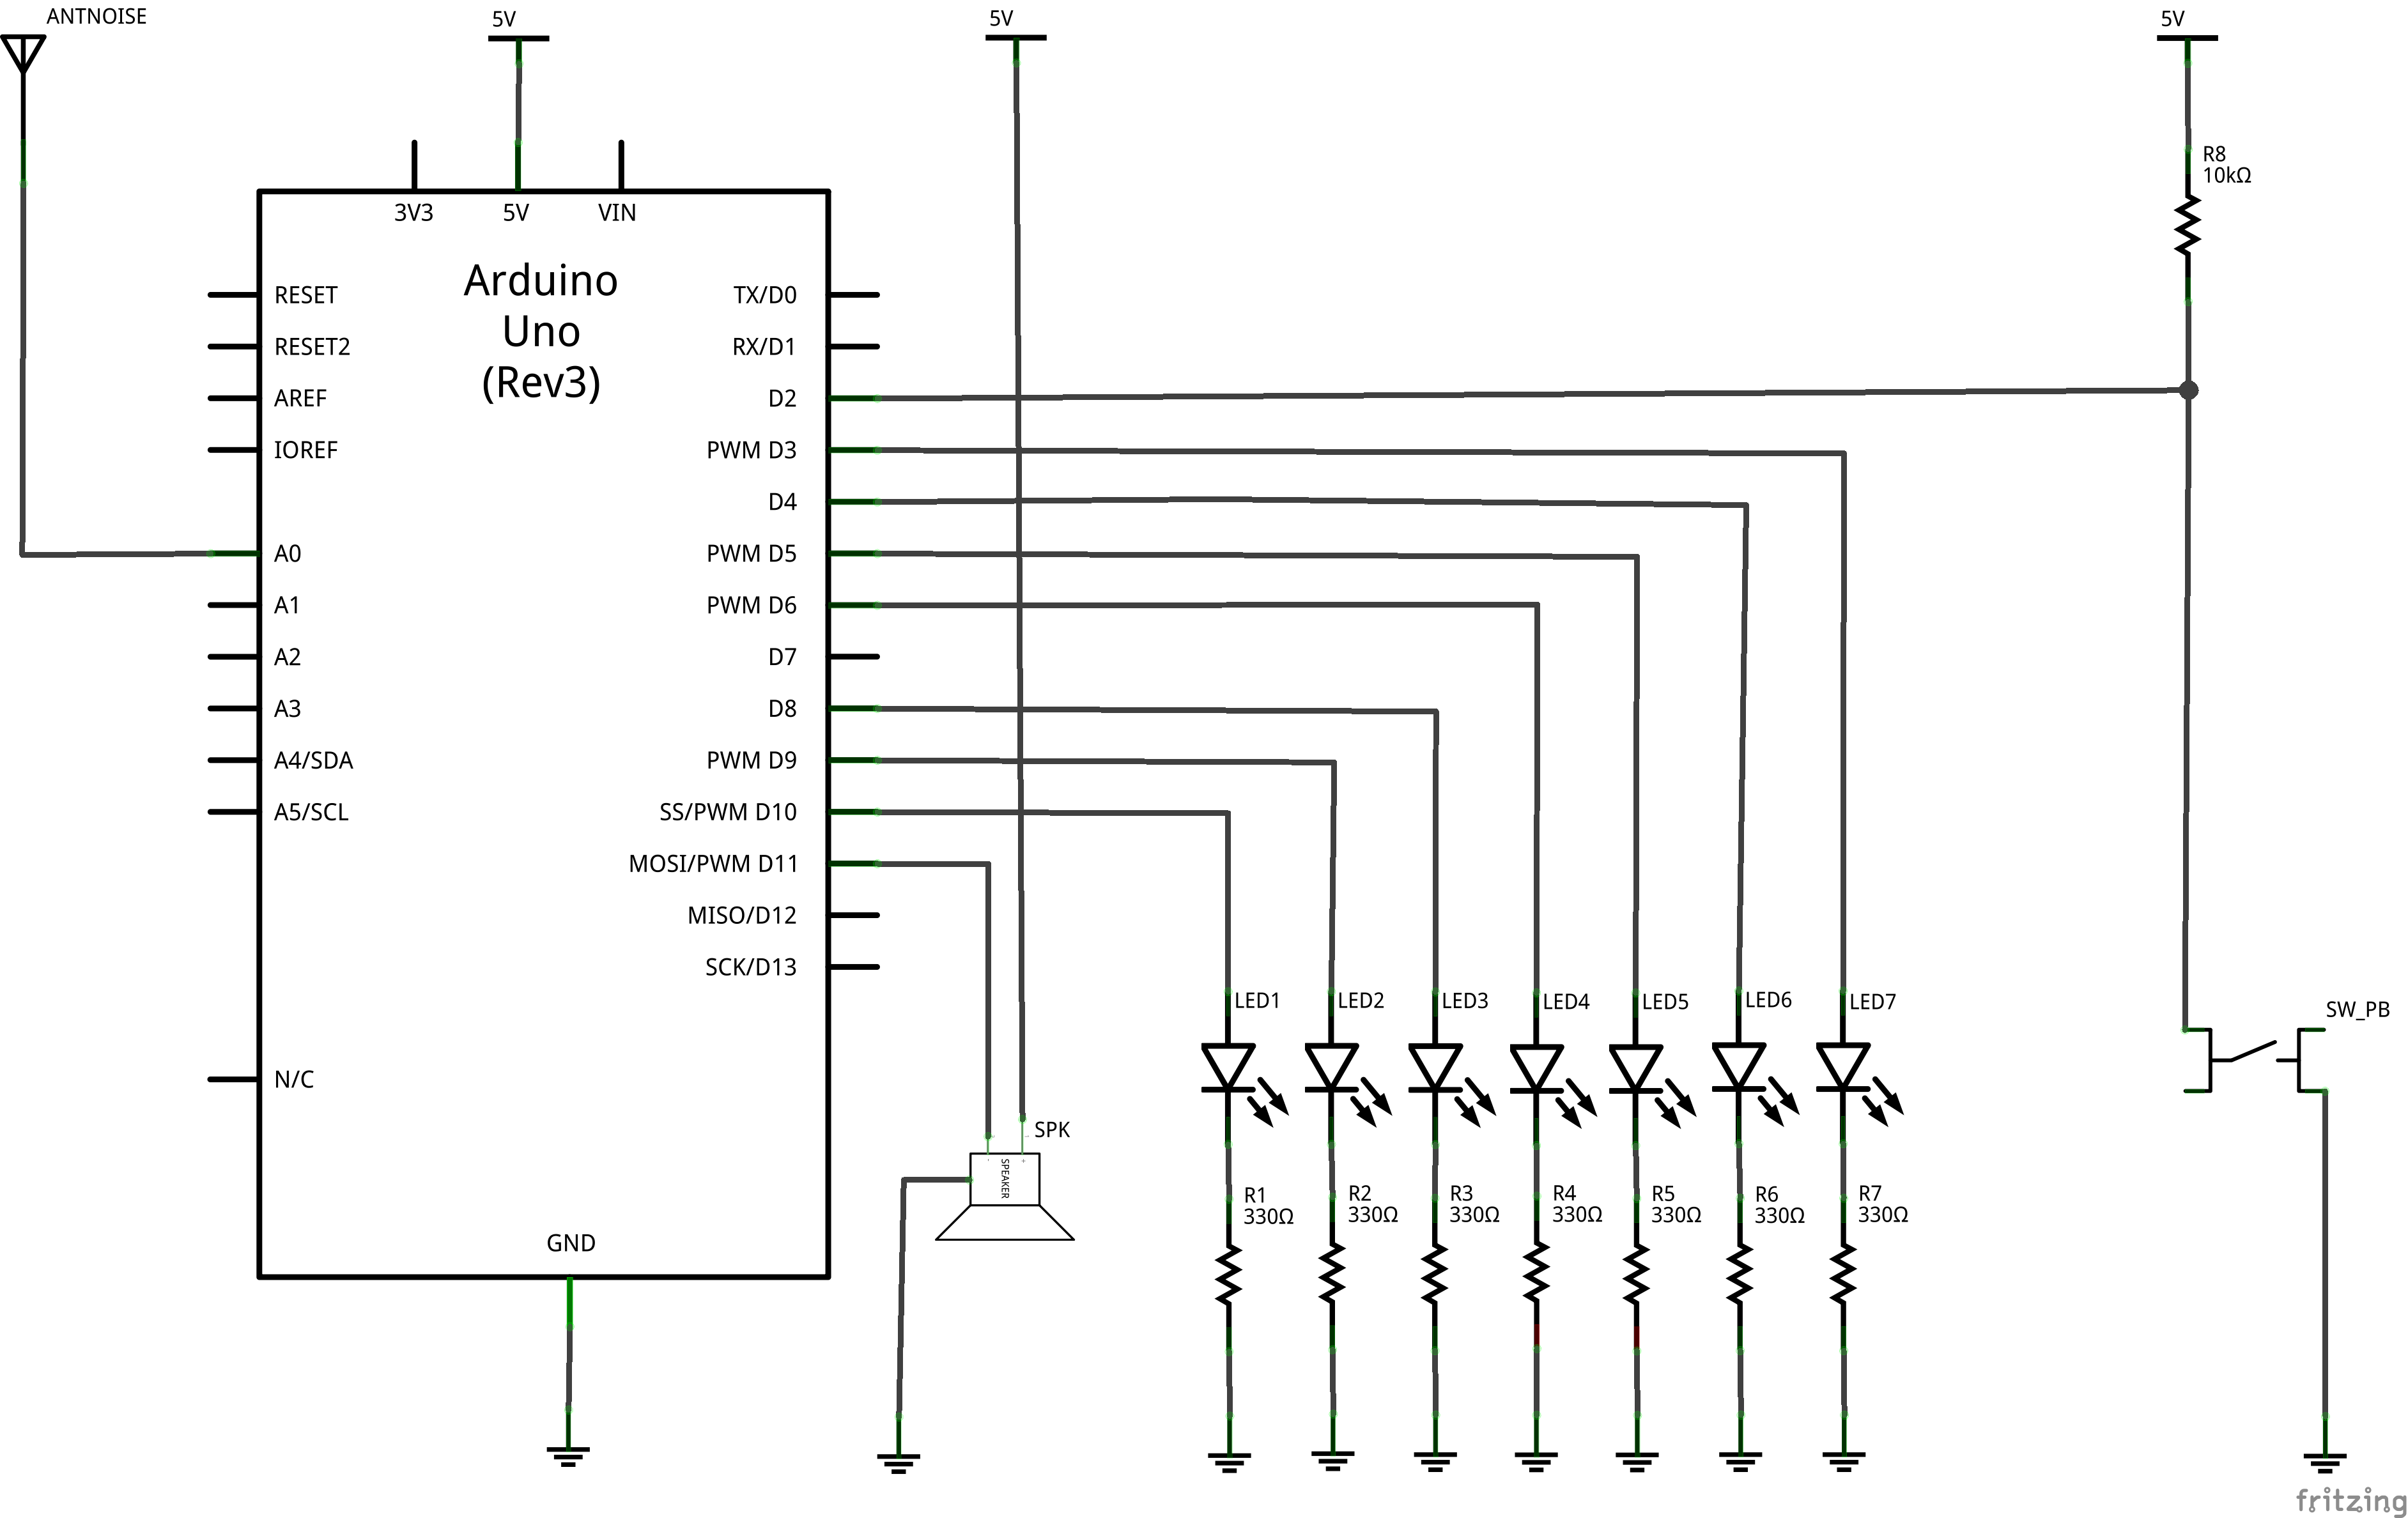 ANTNOISE
5V
5V
5V
R8
10kΩ
3V3
5V
VIN
Arduino
Uno
(Rev3)
RESET
RESET2
AREF
IOREF
A0
A1
A2
A3
A4/SDA
A5/SCL
N/C
TX/D0
RX/D1
D2
PWM D3
D4
PWM D5
PWM D6
D7
D8
PWM D9
SS/PWM D10
MOSI/PWM D11
MISO/D12
SCK/D13
GND
SPK
SPEAKER
LED1
LED2
LED3
LED4
LED5
LED6
LED7
SW_PB
R1
330Ω
R2
330Ω
R3
330Ω
R4
330Ω
R5
330Ω
R6
330Ω
R7
330Ω
fritzing